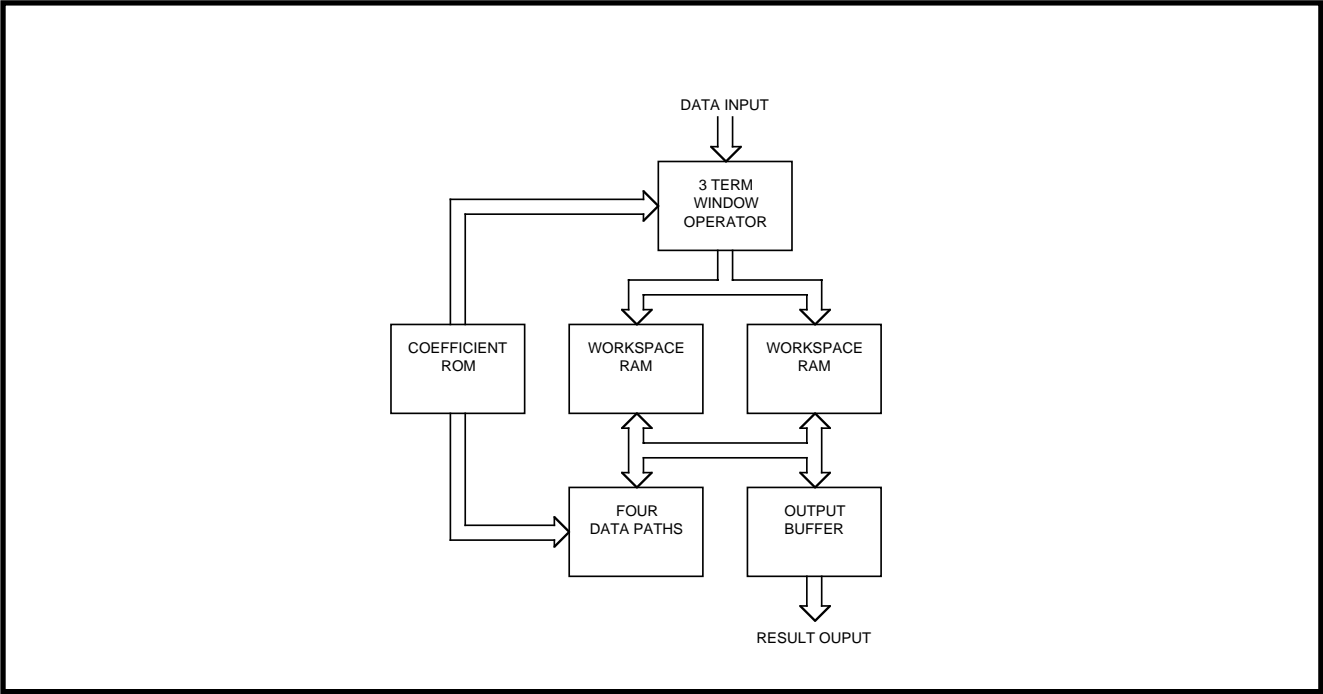 DATA INPUT
3 TERM
WINDOW
OPERATOR
COEFFICIENT
ROM
WORKSPACE
RAM
WORKSPACE
RAM
FOUR
DATA PATHS
OUTPUT
BUFFER
RESULT OUPUT